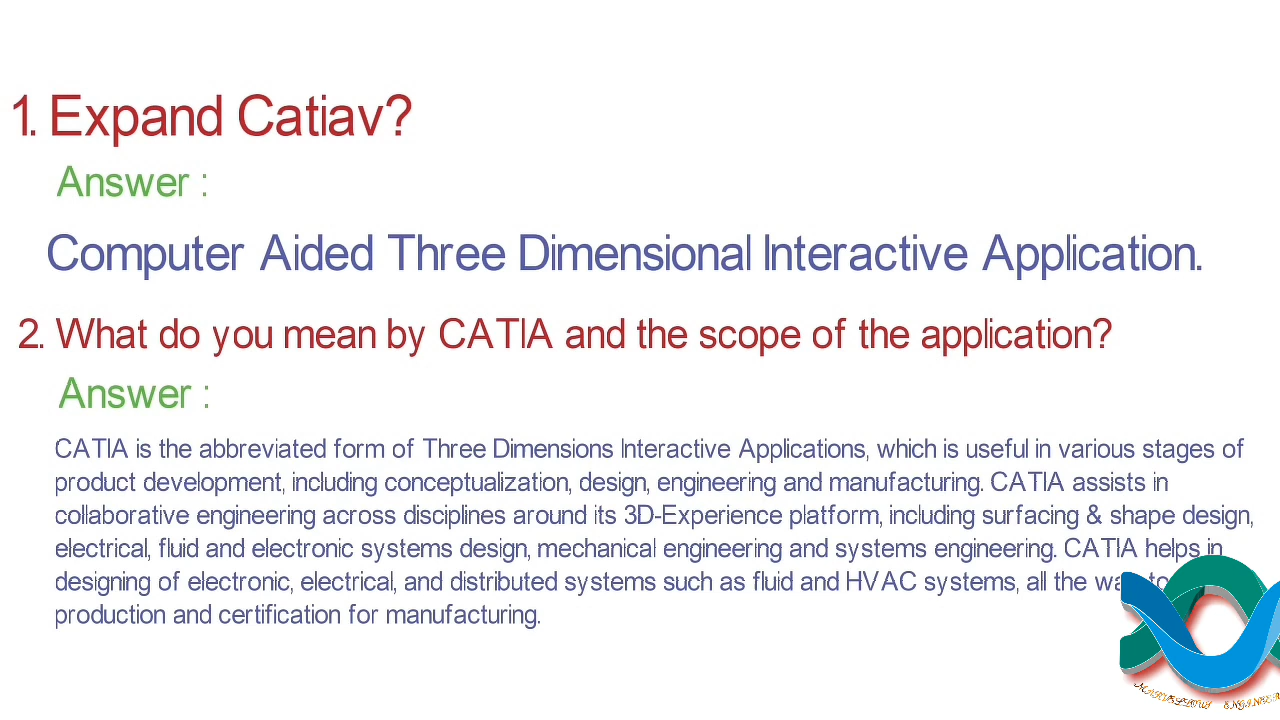 1. Expand Catiav?
Answer :
Computer Aided Three Dimensional Interactive Application.
2. What do you mean by CATIA and the scope of the application?
Answer :
CATIA is the abbreviated form of Three Dimensions Interactive Applications, which is useful in various stages of
product development, including conceptualization, design, engineering and manufacturing. CATIA assists in
collaborative engineering across disciplines around its 3D-Experience platform, including surfacing & shape design,
electrical, fluid and electronic systems design, mechanical engineering and systems engineering. CATIA helps in
designing of electronic, electrical, and distributed systems such as fluid and HVAC systems, all the way to
production and certification for manufacturing.